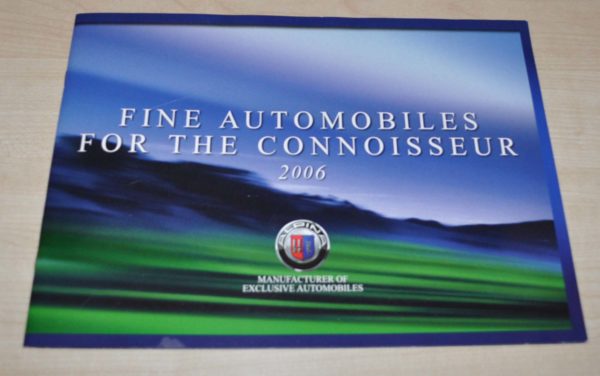 FINE AUTOMOBILES
FOR THE CONNOISSEUR
2006
ALPINA
MANUFACTURER OF
EXCLUSIVE AUTOMOBILES